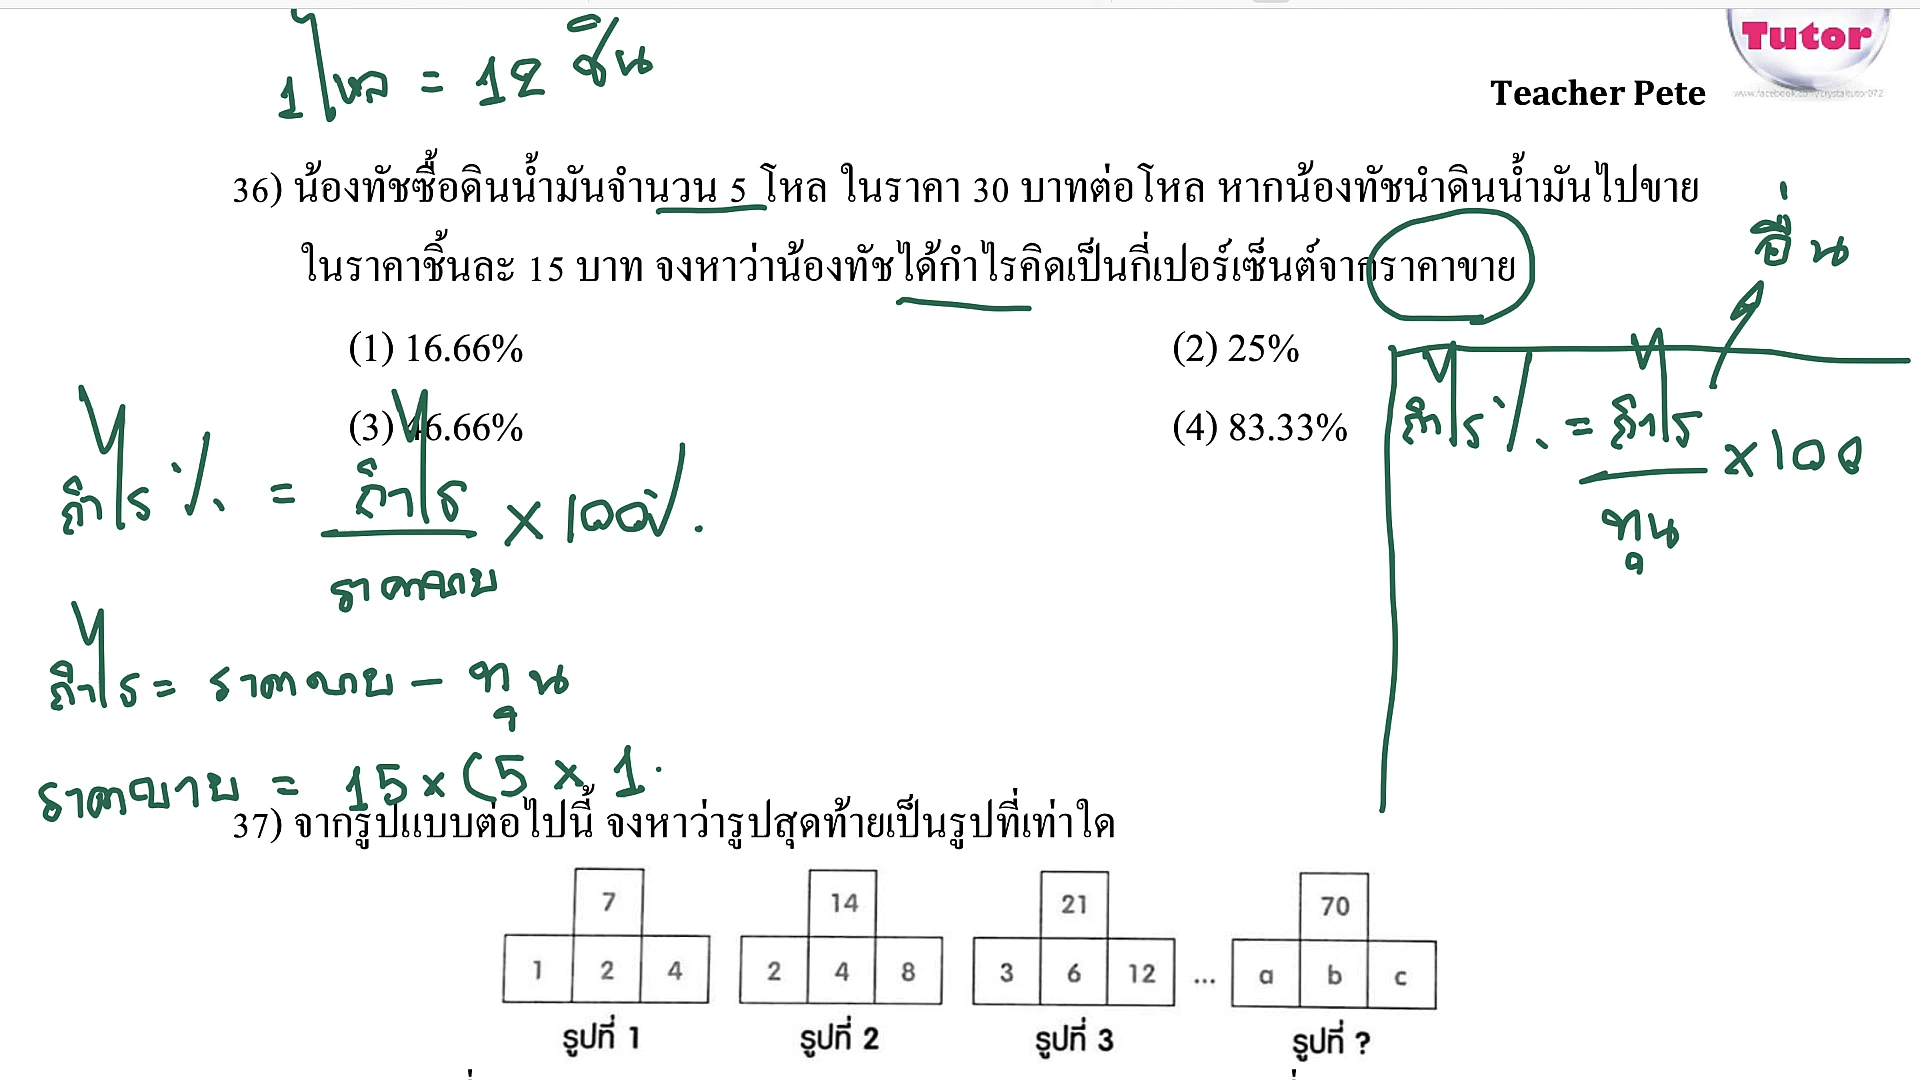 1 โหล = 12 ชิ้น
Tutor
www.facebook.com/crystaltutor072
Teacher Pete
36) น้องทัชซื้อดินน้ำมันจำนวน 5 โหล ในราคา 30 บาทต่อโหล หากน้องทัชนำดินน้ำมันไปขาย
ในราคาชิ้นละ 15 บาท จงหาว่าน้องทัชได้กำไรคิดเป็นกี่เปอร์เซ็นต์จากราคาขาย
อื่น
(1) 16.66%
(2) 25%
(3) 46.66%
(4) 83.33%
กำไร % = กำไร / ทุน × 100
กำไร % = กำไร / ราคาขาย × 100%.
กำไร = ราคาขาย - ทุน
ราคาขาย = 15 × (5 × 1
37) จากรูปแบบต่อไปนี้ จงหาว่ารูปสุดท้ายเป็นรูปที่เท่าใด
7 14 21 70
1 2 4 2 4 8 3 6 12 ... a b c
รูปที่ 1 รูปที่ 2 รูปที่ 3 รูปที่ ?